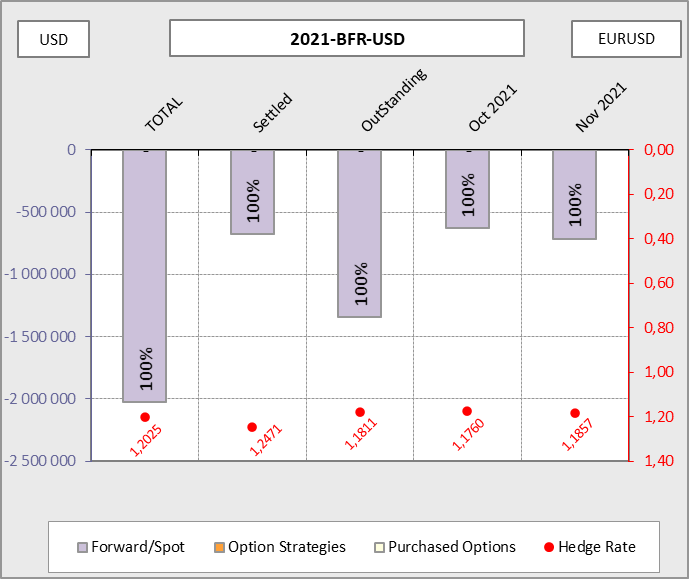 USD
2021-BFR-USD
EURUSD
TOTAL
Settled
OutStanding
Oct 2021
Nov 2021
0
-500 000
-1 000 000
-1 500 000
-2 000 000
-2 500 000
0,00
0,20
0,40
0,60
0,80
1,00
1,20
1,40
100%
100%
100%
100%
100%
1,2025
1,2471
1,1811
1,1760
1,1857
Forward/Spot
Option Strategies
Purchased Options
Hedge Rate